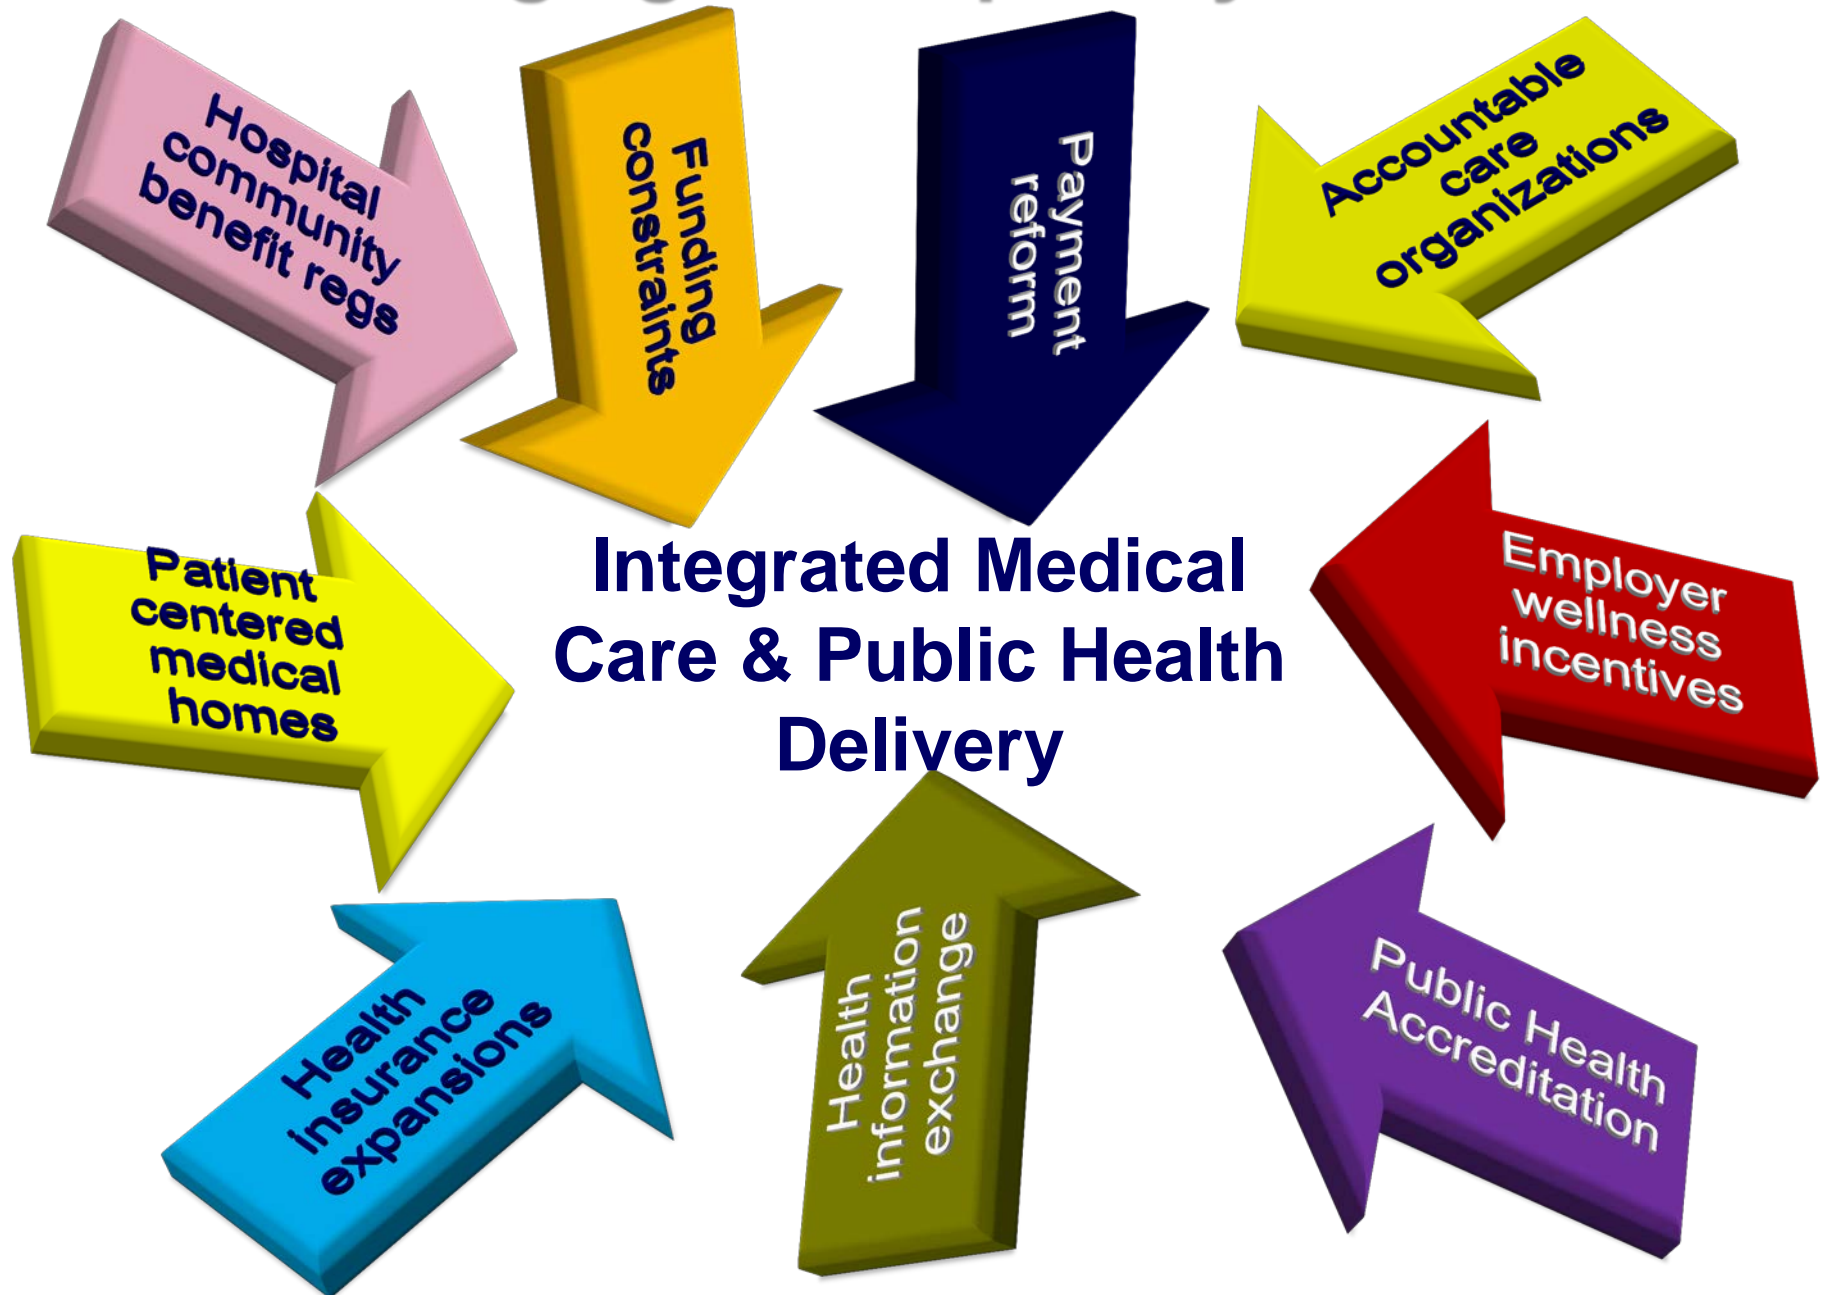 Hospital
community
benefit regs
Funding
constraints
Payment
reform
Accountable
care
organizations
Patient
centered
medical
homes
Integrated Medical
Care & Public Health
Delivery
Employer
wellness
incentives
Health
insurance
expansions
Health
information
exchange
Public Health
Accreditation